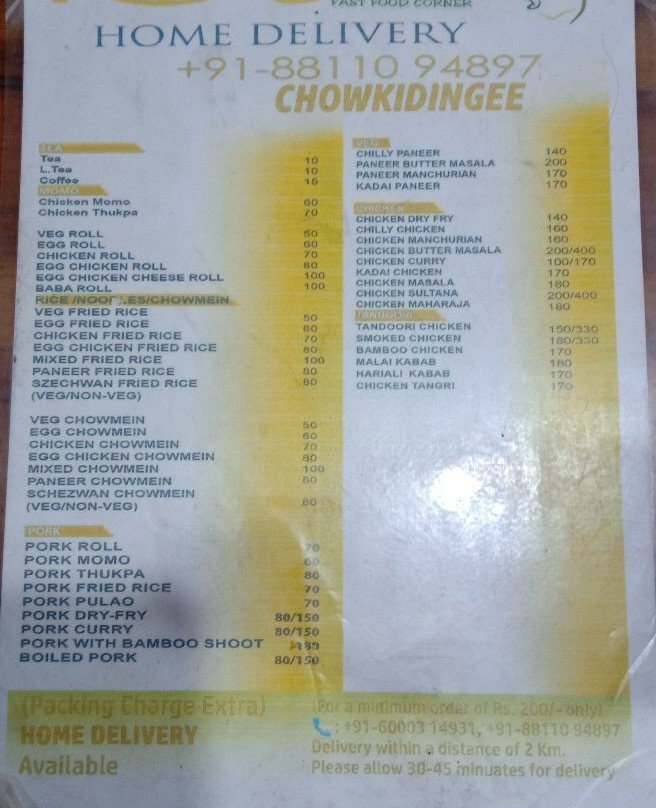 FAST FOOD CORNER
HOME DELIVERY
+91-88110 94897
CHOWKIDINGEE
TEA
Tea 10
L.Tea 10
Coffee 15
MOMO
Chicken Momo 60
Chicken Thukpa 70
VEG ROLL 50
EGG ROLL 60
CHICKEN ROLL 70
EGG CHICKEN ROLL 80
EGG CHICKEN CHEESE ROLL 100
BABA ROLL 100
RICE /NOODLES/CHOWMEIN
VEG FRIED RICE 50
EGG FRIED RICE 60
CHICKEN FRIED RICE 70
EGG CHICKEN FRIED RICE 80
MIXED FRIED RICE 100
PANEER FRIED RICE 80
SZECHWAN FRIED RICE 80
(VEG/NON-VEG)
VEG CHOWMEIN 50
EGG CHOWMEIN 60
CHICKEN CHOWMEIN 70
EGG CHICKEN CHOWMEIN 80
MIXED CHOWMEIN 100
PANEER CHOWMEIN 80
SCHEZWAN CHOWMEIN
(VEG/NON-VEG) 80
PORK
PORK ROLL 70
PORK MOMO 60
PORK THUKPA 80
PORK FRIED RICE 70
PORK PULAO 70
PORK DRY-FRY 80/150
PORK CURRY 80/150
PORK WITH BAMBOO SHOOT 180
BOILED PORK 80/150
VEG
CHILLY PANEER 140
PANEER BUTTER MASALA 200
PANEER MANCHURIAN 170
KADAI PANEER 170
CHICKEN
CHICKEN DRY FRY 140
CHILLY CHICKEN 160
CHICKEN MANCHURIAN 160
CHICKEN BUTTER MASALA 200/400
CHICKEN CURRY 100/170
KADAI CHICKEN 170
CHICKEN MASALA 180
CHICKEN SULTANA 200/400
CHICKEN MAHARAJA 180
TANDOORI
TANDOORI CHICKEN 150/330
SMOKED CHICKEN 180/330
BAMBOO CHICKEN 170
MALAI KABAB 180
HARIALI KABAB 170
CHICKEN TANGRI 170
(Packing Charge Extra)
HOME DELIVERY
Available
(For a minimum order of Rs. 200/- only)
: +91-60003 14931, +91-88110 94897
Delivery within a distance of 2 Km.
Please allow 30-45 minuates for delivery